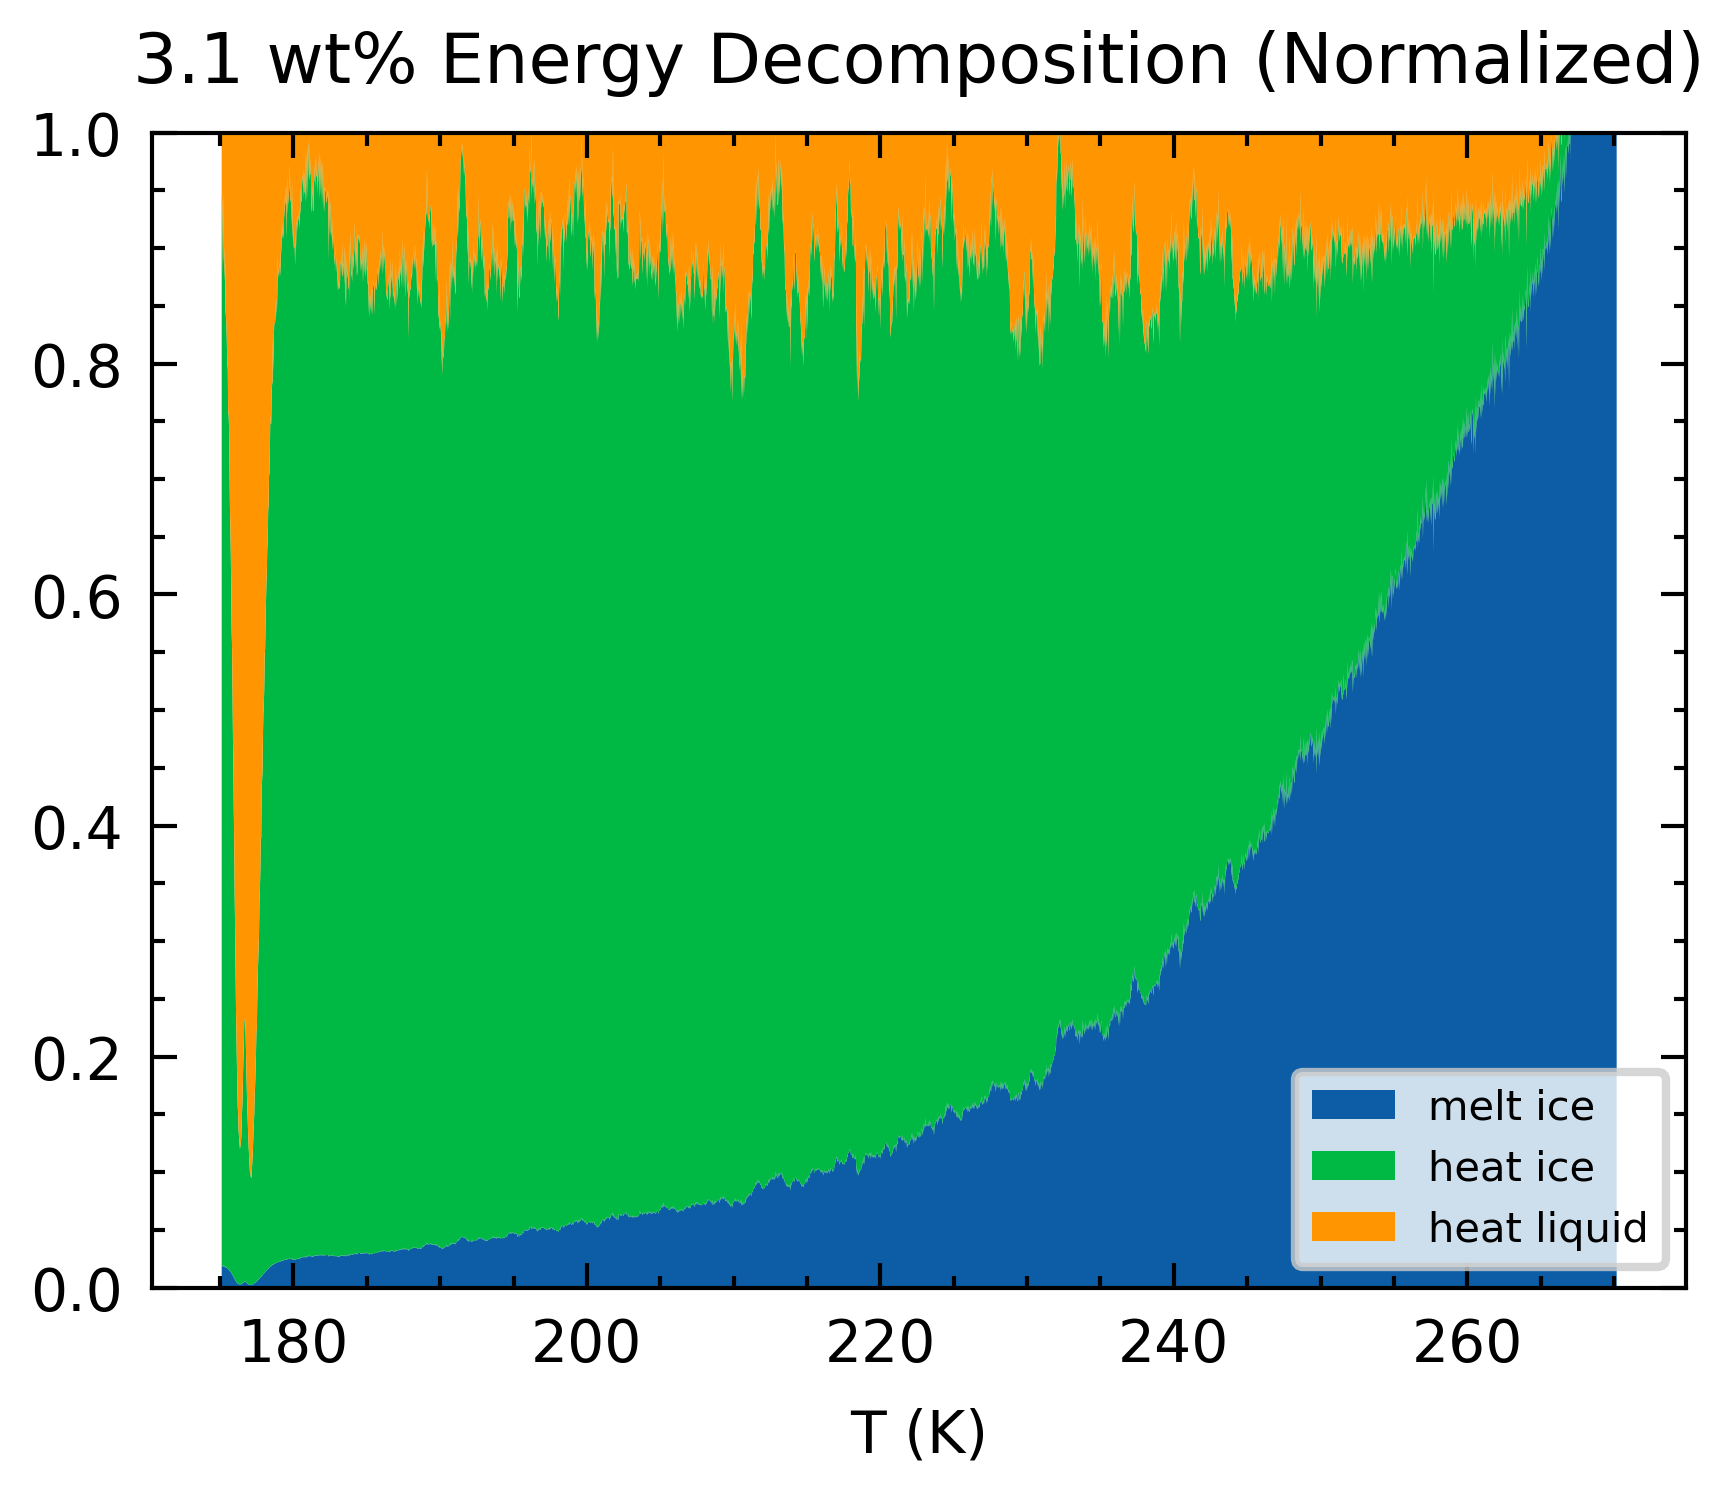 3.1 wt% Energy Decomposition (Normalized)
1.0
0.8
0.6
0.4
0.2
0.0
melt ice
heat ice
heat liquid
180 200 220 240 260
T (K)